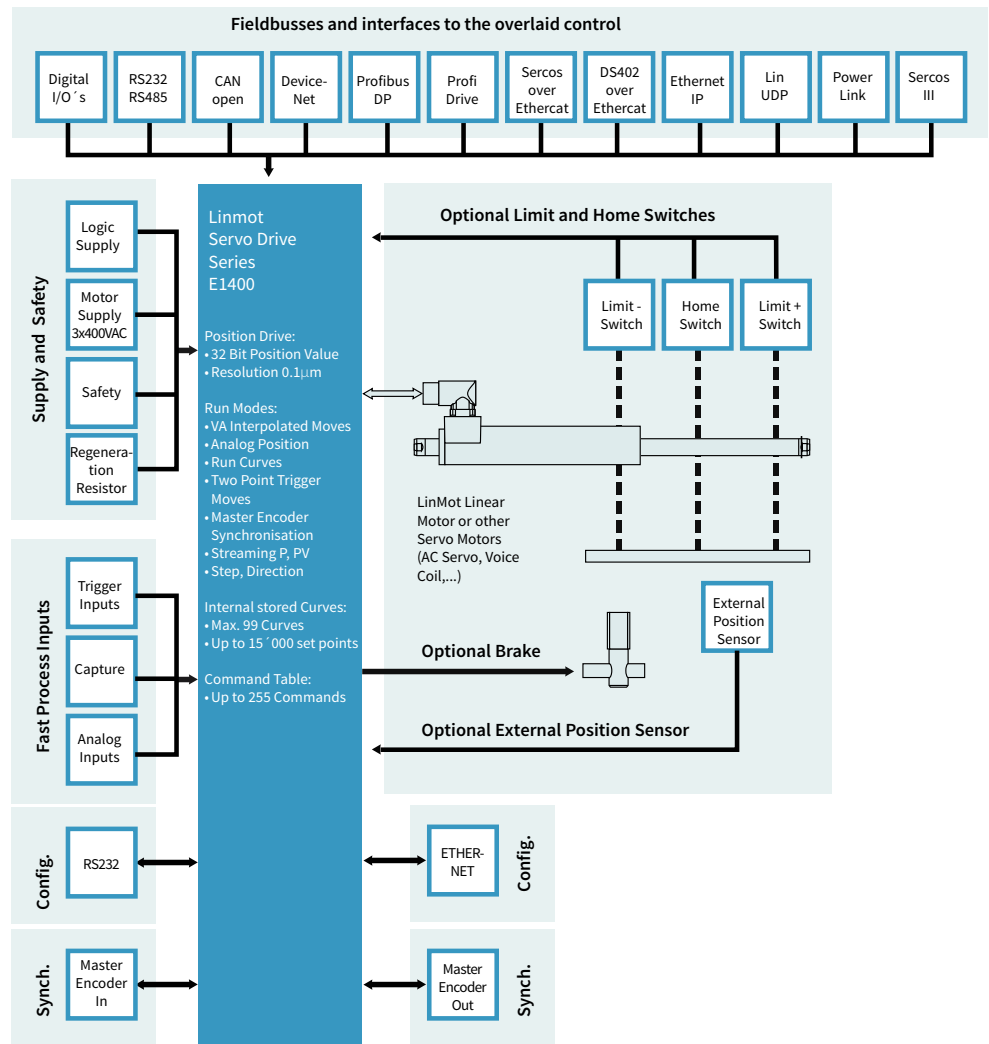 Fieldbusses and interfaces to the overlaid control
Digital
I/O´s
RS232
RS485
CAN
open
Device-
Net
Profibus
DP
Profi
Drive
Sercos
over
Ethercat
DS402
over
Ethercat
Ethernet
IP
Lin
UDP
Power
Link
Sercos
III
Supply and Safety
Logic
Supply
Motor
Supply
3x400VAC
Safety
Regenera-
tion
Resistor
Linmot
Servo Drive
Series
E1400
Position Drive:
• 32 Bit Position Value
• Resolution 0.1µm
Run Modes:
• VA Interpolated Moves
• Analog Position
• Run Curves
• Two Point Trigger
Moves
• Master Encoder
Synchronisation
• Streaming P, PV
• Step, Direction
Internal stored Curves:
• Max. 99 Curves
• Up to 15´000 set points
Command Table:
• Up to 255 Commands
Optional Limit and Home Switches
Limit -
Switch
Home
Switch
Limit +
Switch
LinMot Linear
Motor or other
Servo Motors
(AC Servo, Voice
Coil,...)
External
Position
Sensor
Optional Brake
Optional External Position Sensor
Fast Process Inputs
Trigger
Inputs
Capture
Analog
Inputs
Config.
RS232
ETHER-
NET
Config.
Synch.
Master
Encoder
In
Master
Encoder
Out
Synch.